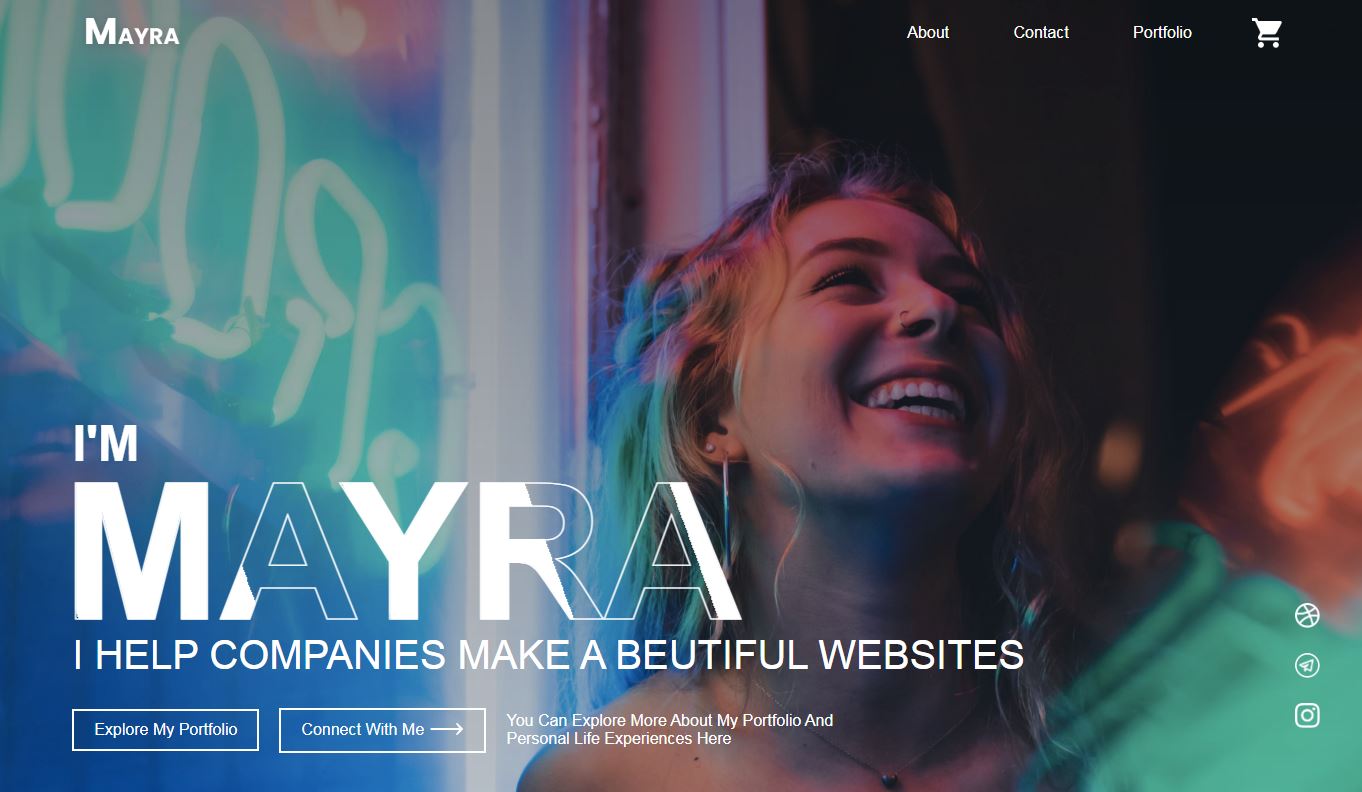 MAYRA
About
Contact
Portfolio
I'M
MAYRA
I HELP COMPANIES MAKE A BEUTIFUL WEBSITES
Explore My Portfolio
Connect With Me
You Can Explore More About My Portfolio And
Personal Life Experiences Here